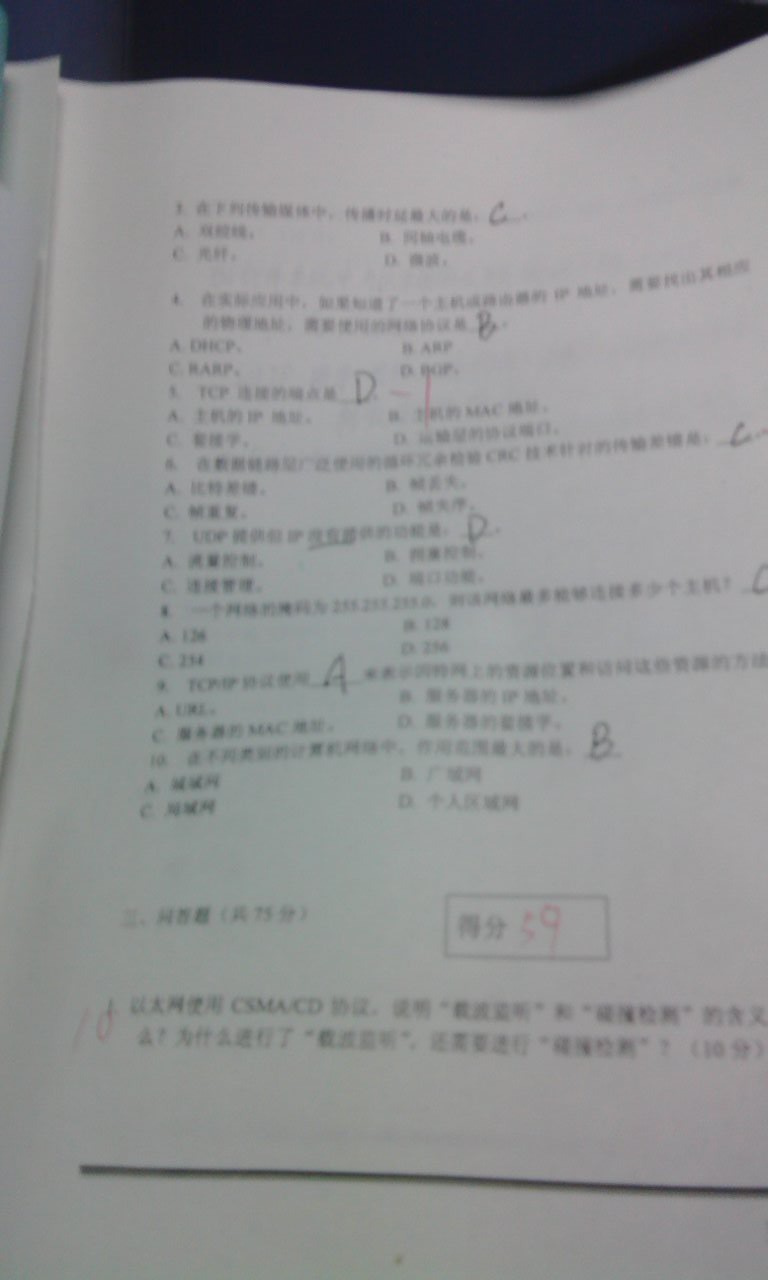 3. 在下列传输媒体中，传播时延最大的是：C.
A. 双绞线。 B. 同轴电缆。
C. 光纤。 D. 微波。
4. 在实际应用中，如果知道了一个主机或路由器的 IP 地址，需要找出其相应
的物理地址，需要使用的网络协议是 B.
A. DHCP。 B. ARP
C. RARP。 D. BGP。
5. TCP 连接的端点是 D -1
A. 主机的 IP 地址。 B. 主机的 MAC 地址。
C. 套接字。 D. 运输层的协议端口。
6. 在数据链路层广泛使用的循环冗余检验 CRC 技术针对的传输差错是：C.
A. 比特差错。 B. 帧丢失。
C. 帧重复。 D. 帧失序。
7. UDP 提供但 IP 没有提供的功能是：D.
A. 流量控制。 B. 拥塞控制。
C. 连接管理。 D. 端口功能。
8. 一个网络的掩码为 255.255.255.0，则该网络最多能够连接多少个主机？ C
A. 126 B. 128
C. 254 D. 256
9. TCP/IP 协议使用 A 来表示因特网上的资源位置和访问这些资源的方法
A. URL。 B. 服务器的 IP 地址。
C. 服务器的 MAC 地址。 D. 服务器的套接字。
10. 在不同类别的计算机网络中，作用范围最大的是：B
A. 城域网 B. 广域网
C. 局域网 D. 个人区域网
三、问答题（共 75 分） 得分 59
10 1. 以太网使用 CSMA/CD 协议，说明“载波监听”和“碰撞检测”的含义
么？为什么进行了“载波监听”，还需要进行“碰撞检测”？（10 分）